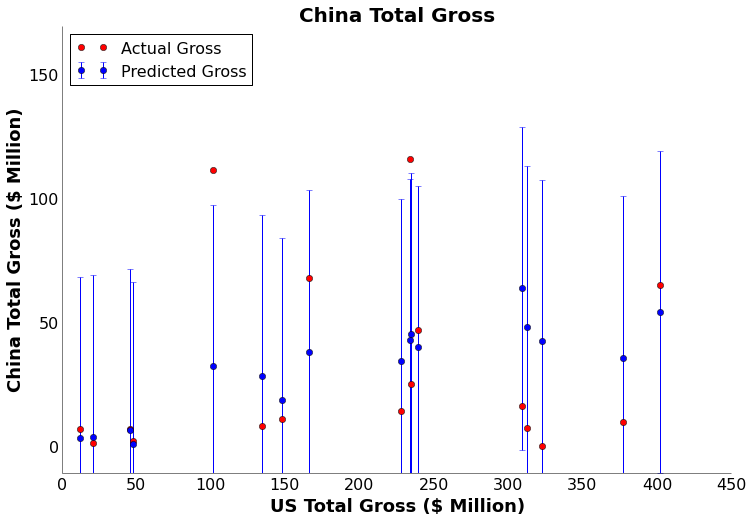 China Total Gross
Actual Gross
Predicted Gross
China Total Gross ($ Million)
150
100
50
0
0 50 100 150 200 250 300 350 400 450
US Total Gross ($ Million)